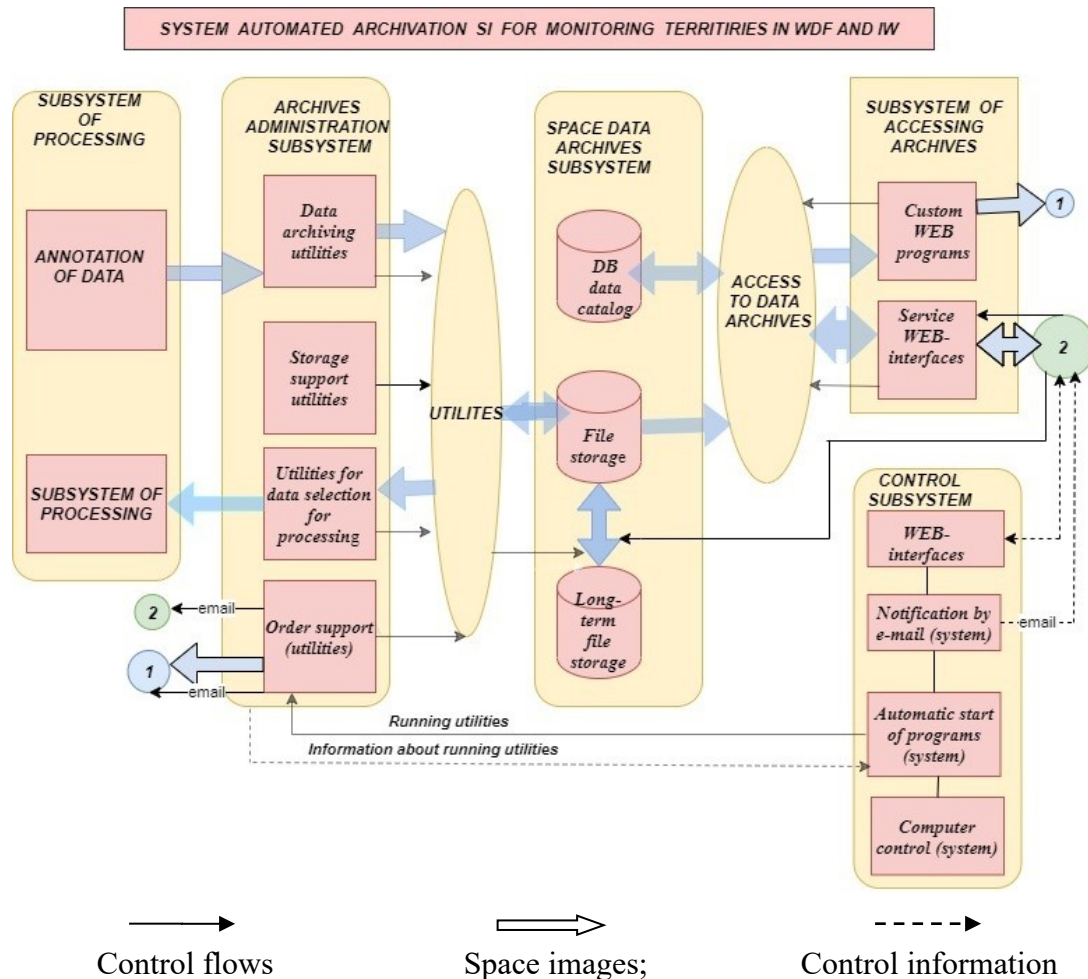 SYSTEM AUTOMATED ARCHIVATION SI FOR MONITORING TERRITIRIES IN WDF AND IW
SUBSYSTEM
OF
PROCESSING
ANNOTATION
OF DATA
SUBSYSTEM OF
PROCESSING
ARCHIVES
ADMINISTRATION
SUBSYSTEM
Data
archiving
utilities
Storage
support
utilities
Utilities for
data selection
for
processing
Order support
(utilities)
2
email
1
email
UTILITES
SPACE DATA
ARCHIVES
SUBSYSTEM
DB
data
catalog
File
storage
Long-
term
file
storage
ACCESS
TO DATA
ARCHIVES
SUBSYSTEM OF
ACCESSING
ARCHIVES
Custom
WEB
programs
1
Service
WEB-
interfaces
2
CONTROL
SUBSYSTEM
WEB-
interfaces
Notification by
e-mail (system)
email
Automatic start
of programs
(system)
Computer
control (system)
Running utilities
Information about running utilities
Control flows
Space images;
Control information